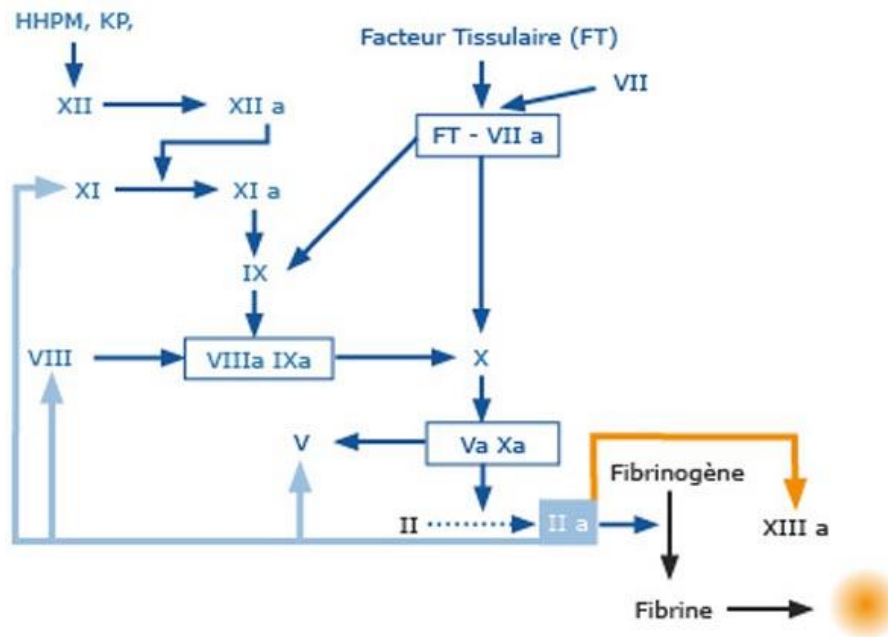 HHPM, KP,
Facteur Tissulaire (FT)
VII
XII
XII a
FT - VII a
XI
XI a
IX
VIII
VIIIa IXa
X
V
Va Xa
Fibrinogène
II
II a
XIII a
Fibrine